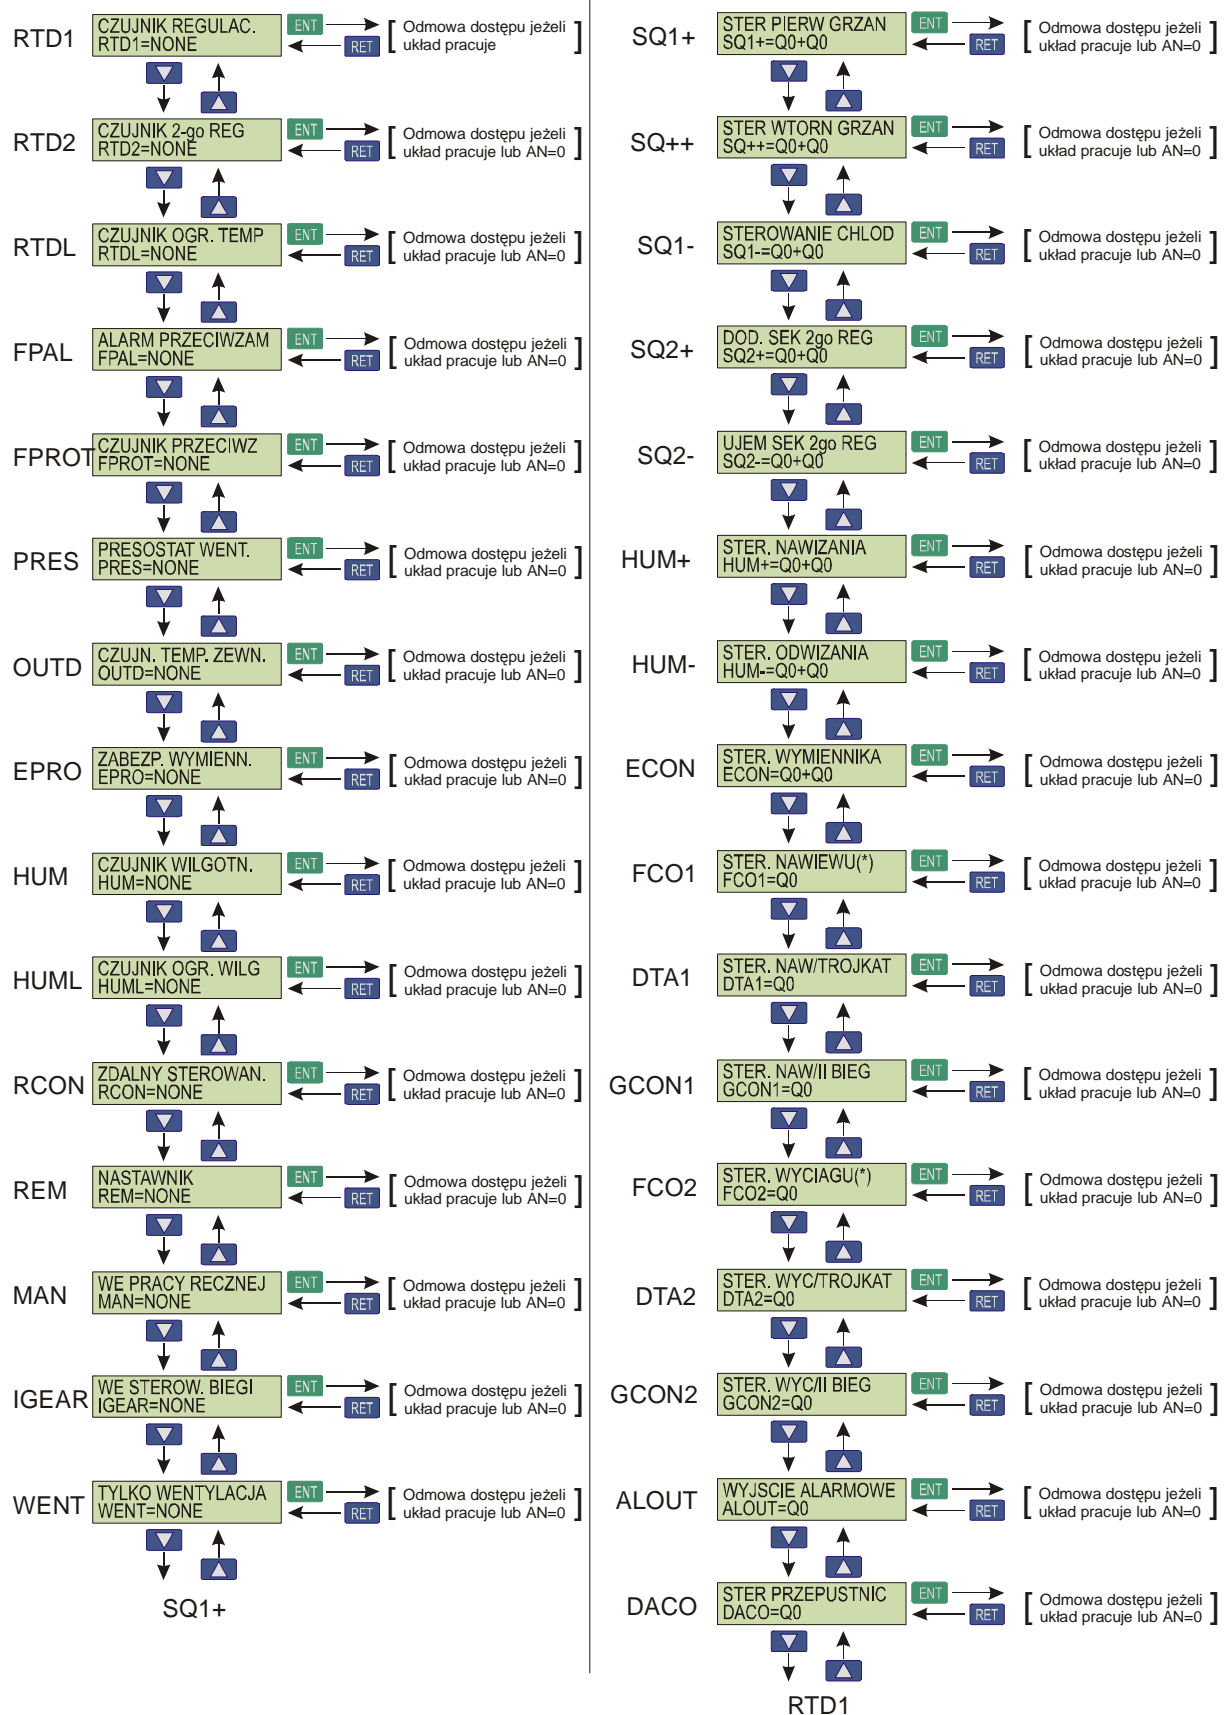 RTD1
CZUJNIK REGULAC.
RTD1=NONE
ENT
RET
[ Odmowa dostępu jeżeli ]
układ pracuje
RTD2
CZUJNIK 2-go REG
RTD2=NONE
ENT
RET
[ Odmowa dostępu jeżeli ]
układ pracuje lub AN=0
RTDL
CZUJNIK OGR. TEMP
RTDL=NONE
ENT
RET
[ Odmowa dostępu jeżeli ]
układ pracuje lub AN=0
FPAL
ALARM PRZECIWZAM
FPAL=NONE
ENT
RET
[ Odmowa dostępu jeżeli ]
układ pracuje lub AN=0
FPROT
CZUJNIK PRZECIWZ
FPROT=NONE
ENT
RET
[ Odmowa dostępu jeżeli ]
układ pracuje lub AN=0
PRES
PRESOSTAT WENT.
PRES=NONE
ENT
RET
[ Odmowa dostępu jeżeli ]
układ pracuje lub AN=0
OUTD
CZUJN. TEMP. ZEWN.
OUTD=NONE
ENT
RET
[ Odmowa dostępu jeżeli ]
układ pracuje lub AN=0
EPRO
ZABEZP. WYMIENN.
EPRO=NONE
ENT
RET
[ Odmowa dostępu jeżeli ]
układ pracuje lub AN=0
HUM
CZUJNIK WILGOTN.
HUM=NONE
ENT
RET
[ Odmowa dostępu jeżeli ]
układ pracuje lub AN=0
HUML
CZUJNIK OGR. WILG
HUML=NONE
ENT
RET
[ Odmowa dostępu jeżeli ]
układ pracuje lub AN=0
RCON
ZDALNY STEROWAN.
RCON=NONE
ENT
RET
[ Odmowa dostępu jeżeli ]
układ pracuje lub AN=0
REM
NASTAWNIK
REM=NONE
ENT
RET
[ Odmowa dostępu jeżeli ]
układ pracuje lub AN=0
MAN
WE PRACY RECZNEJ
MAN=NONE
ENT
RET
[ Odmowa dostępu jeżeli ]
układ pracuje lub AN=0
IGEAR
WE STEROW. BIEGI
IGEAR=NONE
ENT
RET
[ Odmowa dostępu jeżeli ]
układ pracuje lub AN=0
WENT
TYLKO WENTYLACJA
WENT=NONE
ENT
RET
[ Odmowa dostępu jeżeli ]
układ pracuje lub AN=0
SQ1+
SQ1+
STER PIERW GRZAN
SQ1+=Q0+Q0
ENT
RET
[ Odmowa dostępu jeżeli ]
układ pracuje lub AN=0
SQ++
STER WTORN GRZAN
SQ++=Q0+Q0
ENT
RET
[ Odmowa dostępu jeżeli ]
układ pracuje lub AN=0
SQ1-
STEROWANIE CHLOD
SQ1-=Q0+Q0
ENT
RET
[ Odmowa dostępu jeżeli ]
układ pracuje lub AN=0
SQ2+
DOD. SEK 2go REG
SQ2+=Q0+Q0
ENT
RET
[ Odmowa dostępu jeżeli ]
układ pracuje lub AN=0
SQ2-
UJEM SEK 2go REG
SQ2-=Q0+Q0
ENT
RET
[ Odmowa dostępu jeżeli ]
układ pracuje lub AN=0
HUM+
STER. NAWIZANIA
HUM+=Q0+Q0
ENT
RET
[ Odmowa dostępu jeżeli ]
układ pracuje lub AN=0
HUM-
STER. ODWIZANIA
HUM-=Q0+Q0
ENT
RET
[ Odmowa dostępu jeżeli ]
układ pracuje lub AN=0
ECON
STER. WYMIENNIKA
ECON=Q0+Q0
ENT
RET
[ Odmowa dostępu jeżeli ]
układ pracuje lub AN=0
FCO1
STER. NAWIEWU(*)
FCO1=Q0
ENT
RET
[ Odmowa dostępu jeżeli ]
układ pracuje lub AN=0
DTA1
STER. NAW/TROJKAT
DTA1=Q0
ENT
RET
[ Odmowa dostępu jeżeli ]
układ pracuje lub AN=0
GCON1
STER. NAW/II BIEG
GCON1=Q0
ENT
RET
[ Odmowa dostępu jeżeli ]
układ pracuje lub AN=0
FCO2
STER. WYCIAGU(*)
FCO2=Q0
ENT
RET
[ Odmowa dostępu jeżeli ]
układ pracuje lub AN=0
DTA2
STER. WYC/TROJKAT
DTA2=Q0
ENT
RET
[ Odmowa dostępu jeżeli ]
układ pracuje lub AN=0
GCON2
STER. WYC/II BIEG
GCON2=Q0
ENT
RET
[ Odmowa dostępu jeżeli ]
układ pracuje lub AN=0
ALOUT
WYJSCIE ALARMOWE
ALOUT=Q0
ENT
RET
[ Odmowa dostępu jeżeli ]
układ pracuje lub AN=0
DACO
STER PRZEPUSTNIC
DACO=Q0
ENT
RET
[ Odmowa dostępu jeżeli ]
układ pracuje lub AN=0
RTD1